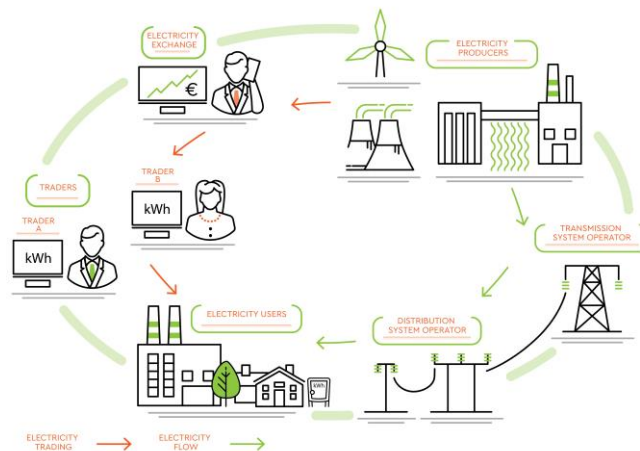 ELECTRICITY
EXCHANGE
€
ELECTRICITY
PRODUCERS
TRADERS
TRADER
A
kWh
TRADER
B
kWh
TRANSMISSION
SYSTEM OPERATOR
ELECTRICITY USERS
DISTRIBUTION
SYSTEM OPERATOR
kWh
ELECTRICITY
TRADING
ELECTRICITY
FLOW